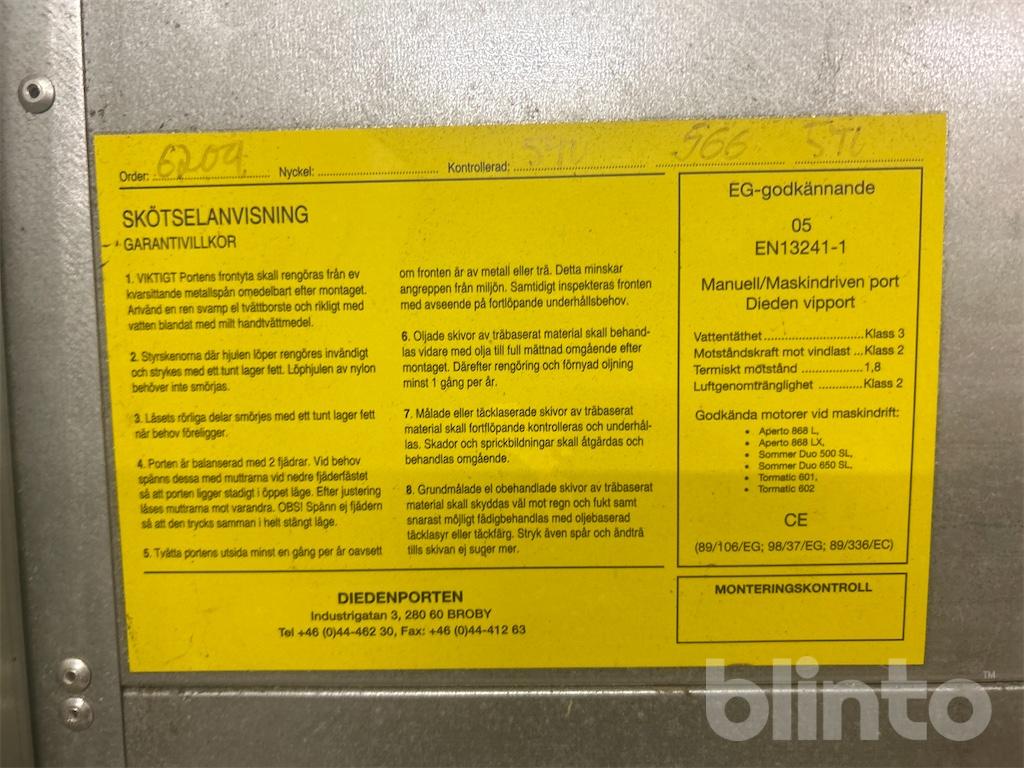 Order: 6209 Nyckel: Kontrollerad: 566
SKÖTSELANVISNING
GARANTIVILLKOR
1. VIKTIGT Portens frontyta skall rengöras från ev
kvarsittande metallspån omedelbart efter montaget.
Använd en ren svamp el tvättborste och rikligt med
vatten blandat med milt handtvättmedel.
2. Styrskenorna där hjulen löper rengöres invändigt
och strykes med ett tunt lager fett. Löphjulen av nylon
behöver inte smörjas.
3. Låsets rörliga delar smörjes med ett tunt lager fett
när behov föreligger.
4. Porten är balanserad med 2 fjädrar. Vid behov
spänns dessa med muttrarna vid nedre fjäderfästet
så att porten ligger stadigt i öppet läge. Efter justering
låses muttrarna mot varandra. OBS! Spänn ej fjädern
så att den trycks samman i helt stängt läge.
5. Tvätta portens utsida minst en gång per år oavsett
om fronten är av metall eller trä. Detta minskar
angreppen från miljön. Samtidigt inspekteras fronten
med avseende på fortlöpande underhållsbehov.
6. Oljade skivor av träbaserat material skall behand-
las vidare med olja till full mättnad omgående efter
montaget. Därefter rengöring och förnyad oljning
minst 1 gång per år.
7. Målade eller täcklaserade skivor av träbaserat
material skall fortlöpande kontrolleras och underhål-
las. Skador och sprickbildningar skall åtgärdas och
behandlas omgående.
8. Grundmålade el obehandlade skivor av träbaserat
material skall skyddas väl mot regn och fukt samt
snarast möjligt fädigbehandlas med oljebaserad
täcklasyr eller täckfärg. Stryk även spår och ändträ
tills skivan ej suger mer.
EG-godkännande
05
EN13241-1
Manuell/Maskindriven port
Dieden vipport
Vattentäthet Klass 3
Motståndskraft mot vindlast ... Klass 2
Termiskt motstånd 1,8
Luftgenomtränglighet Klass 2
Godkända motorer vid maskindrift:
• Aperto 868 L,
• Aperto 868 LX,
• Sommer Duo 500 SL,
• Sommer Duo 650 SL,
• Tormatic 601,
• Tormatic 602
CE
(89/106/EG; 98/37/EG; 89/336/EC)
DIEDENPORTEN
Industrigatan 3, 280 60 BROBY
Tel +46 (0)44-462 30, Fax: +46 (0)44-412 63
MONTERINGSKONTROLL
blinto™